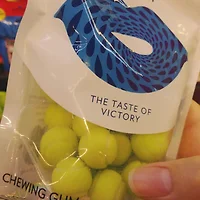 THE TASTE OF
VICTORY
CHEWING GUM